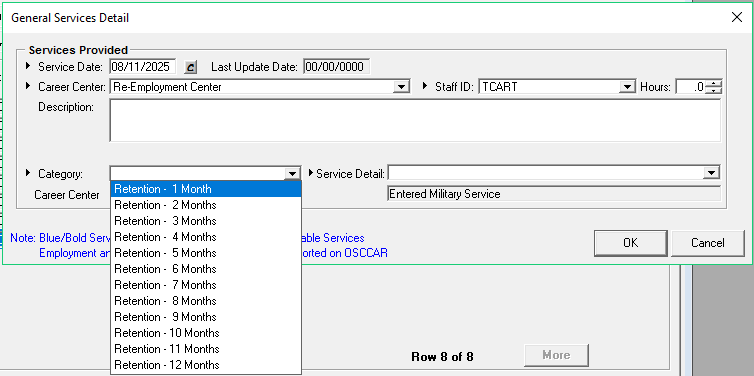 General Services Detail
Services Provided
Service Date: 08/11/2025 Last Update Date: 00/00/0000
Career Center: Re-Employment Center Staff ID: TCART Hours: .0
Description:
Category: Service Detail:
Career Center Entered Military Service
Retention - 1 Month
Retention - 2 Months
Retention - 3 Months
Retention - 4 Months
Retention - 5 Months
Retention - 6 Months
Retention - 7 Months
Retention - 8 Months
Retention - 9 Months
Retention - 10 Months
Retention - 11 Months
Retention - 12 Months
Note: Blue/Bold Serv able Services
Employment an orted on OSCCAR
OK Cancel
Row 8 of 8 More